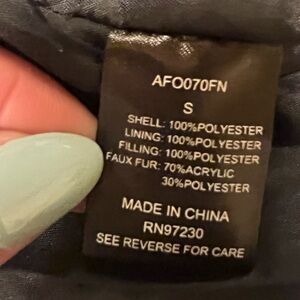 AFO070FN
S
SHELL: 100%POLYESTER
LINING: 100%POLYESTER
FILLING: 100%POLYESTER
FAUX FUR: 70%ACRYLIC
30%POLYESTER
MADE IN CHINA
RN97230
SEE REVERSE FOR CARE